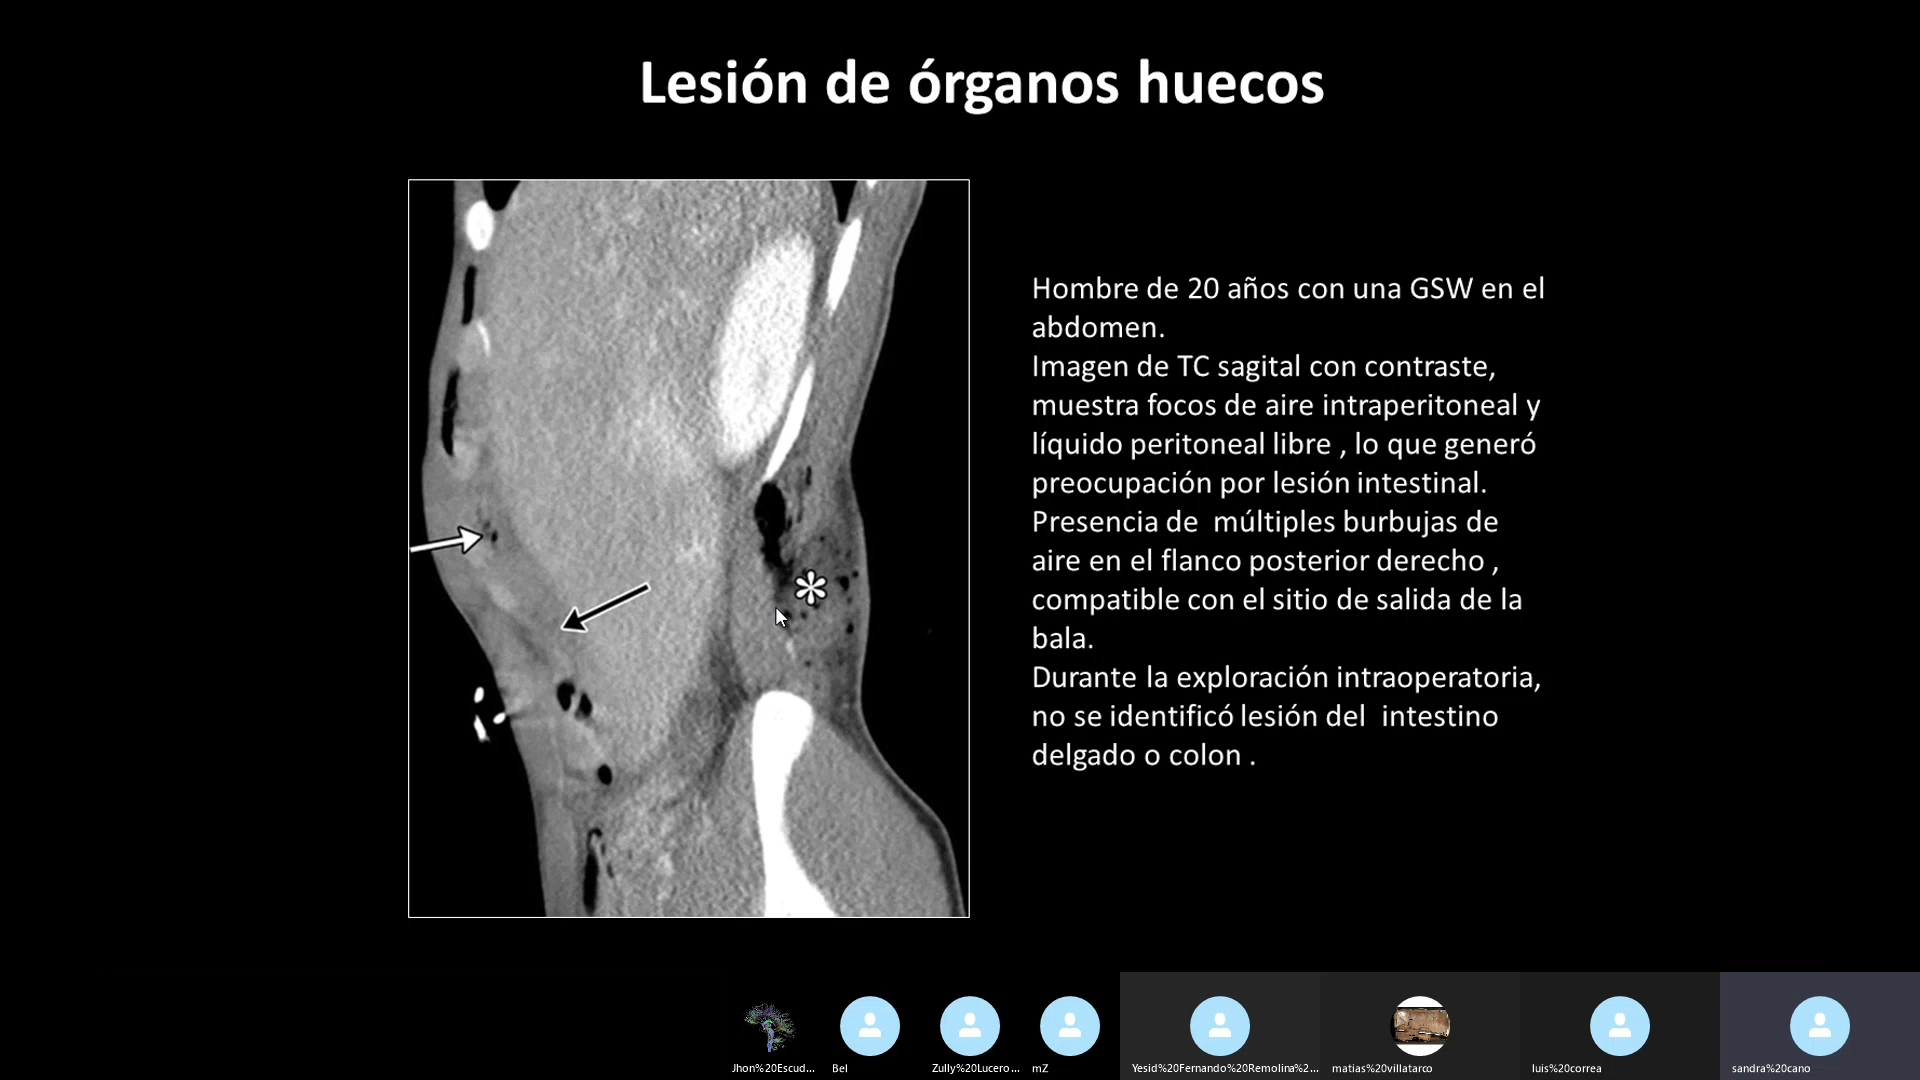 Lesión de órganos huecos
Hombre de 20 años con una GSW en el
abdomen.
Imagen de TC sagital con contraste,
muestra focos de aire intraperitoneal y
líquido peritoneal libre , lo que generó
preocupación por lesión intestinal.
Presencia de múltiples burbujas de
aire en el flanco posterior derecho ,
compatible con el sitio de salida de la
bala.
Durante la exploración intraoperatoria,
no se identificó lesión del intestino
delgado o colon .
*
Jhon%20Escud...
Bel
Zully%20Lucero...
mZ
Yesid%20Fernando%20Remolina%2...
matias%20villatarco
luis%20correa
sandra%20cano